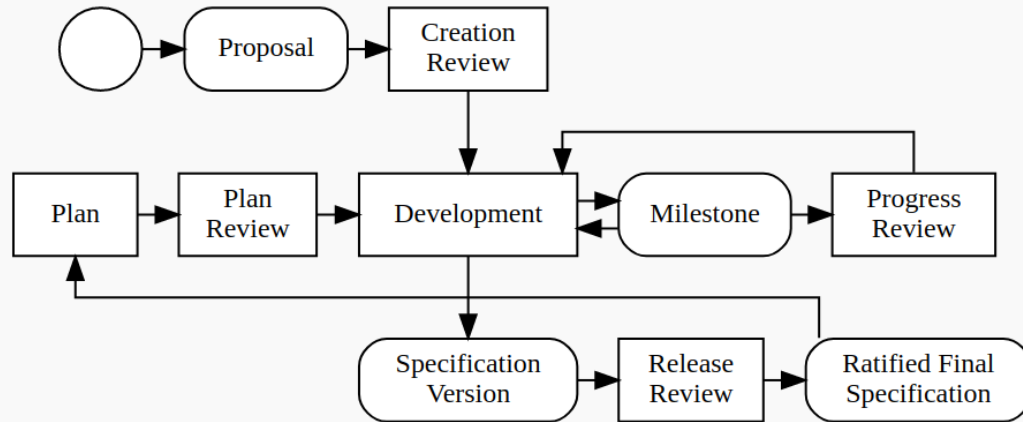 Proposal
Creation
Review
Plan
Plan
Review
Development
Milestone
Progress
Review
Specification
Version
Release
Review
Ratified Final
Specification